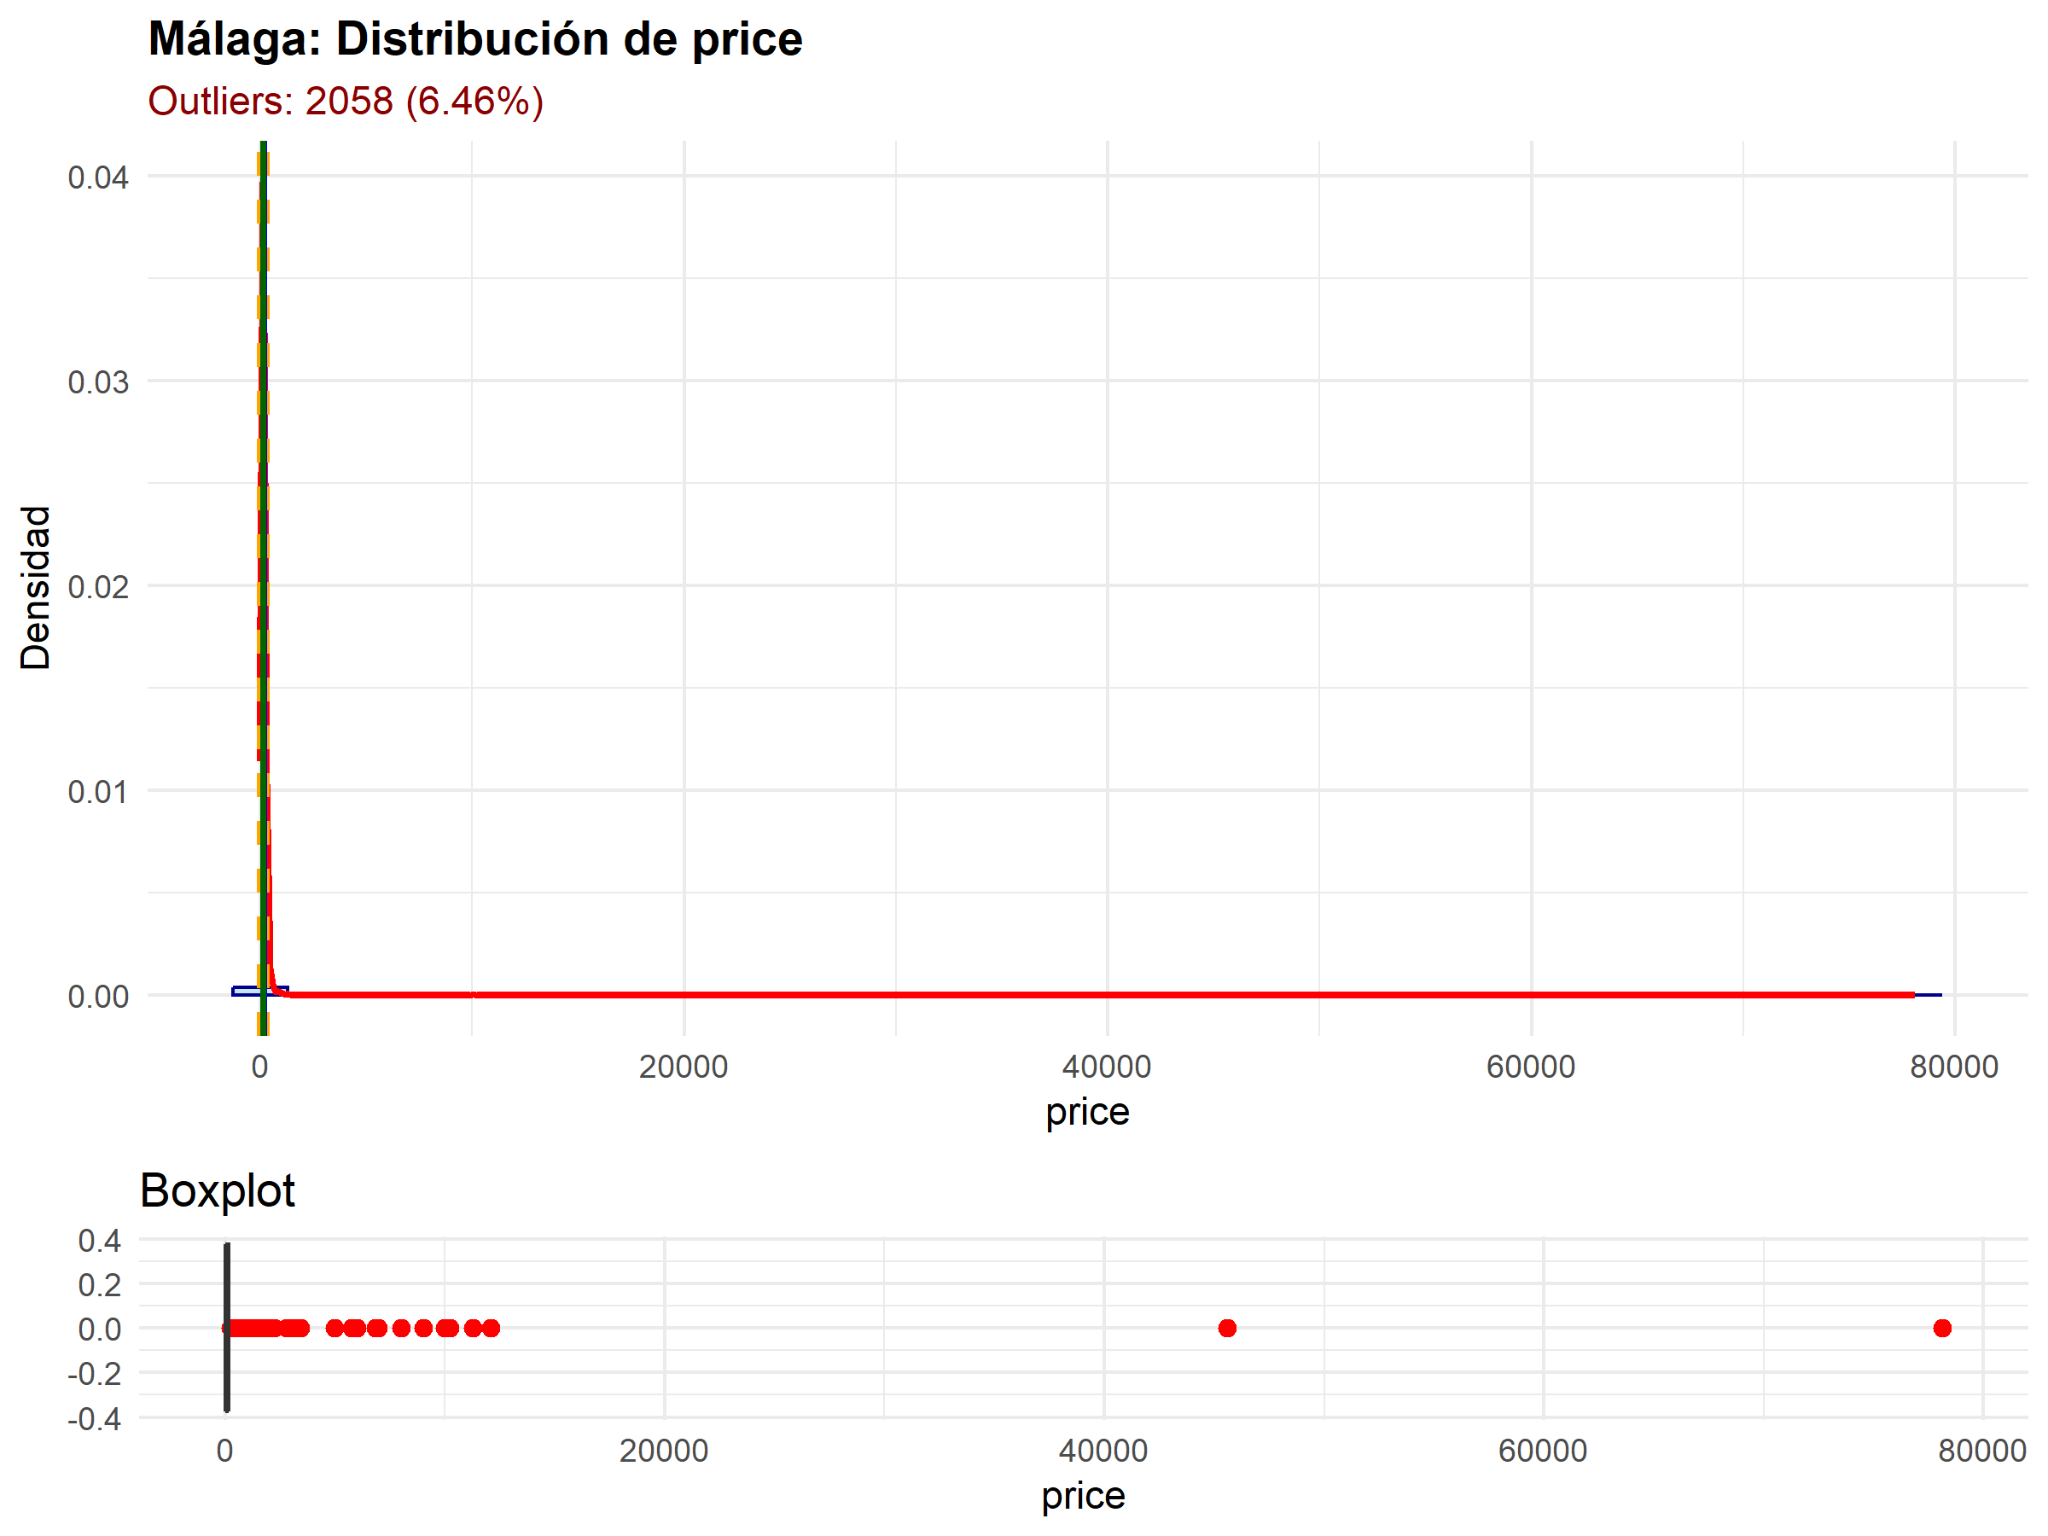 Málaga: Distribución de price
Outliers: 2058 (6.46%)
Densidad
0.04
0.03
0.02
0.01
0.00
0 20000 40000 60000 80000
price
Boxplot
0.4
0.2
0.0
-0.2
-0.4
0 20000 40000 60000 80000
price